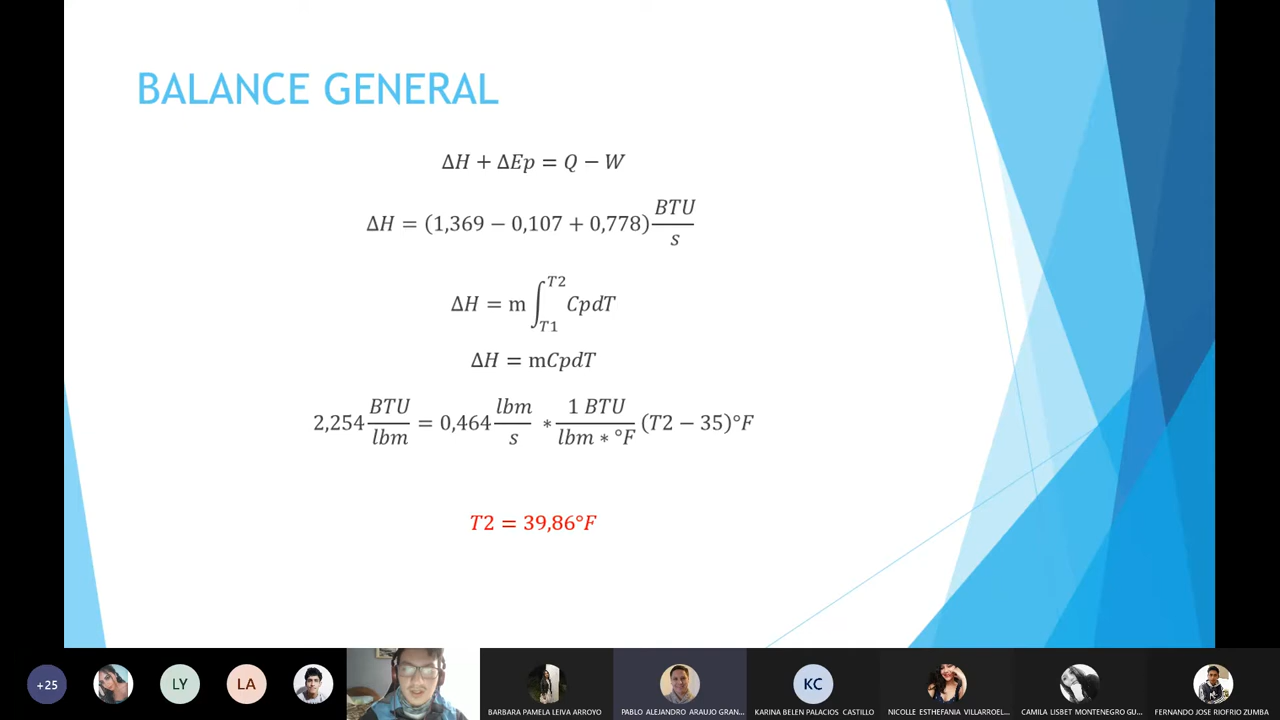 BALANCE GENERAL
ΔH + ΔEp = Q − W
ΔH = (1,369 − 0,107 + 0,778) BTU/s
ΔH = m ∫_{T1}^{T2} CpdT
ΔH = mCpdT
2,254 BTU/lbm = 0,464 lbm/s * 1 BTU/(lbm * °F) (T2 − 35)°F
T2 = 39,86°F
+25
LY
LA
KC
BARBARA PAMELA LEIVA ARROYO
PABLO ALEJANDRO ARAUJO GRAN...
KARINA BELEN PALACIOS CASTILLO
NICOLLE ESTHEFANIA VILLARROEL...
CAMILA LISBET MONTENEGRO GU...
FERNANDO JOSE RIOFRIO ZUMBA